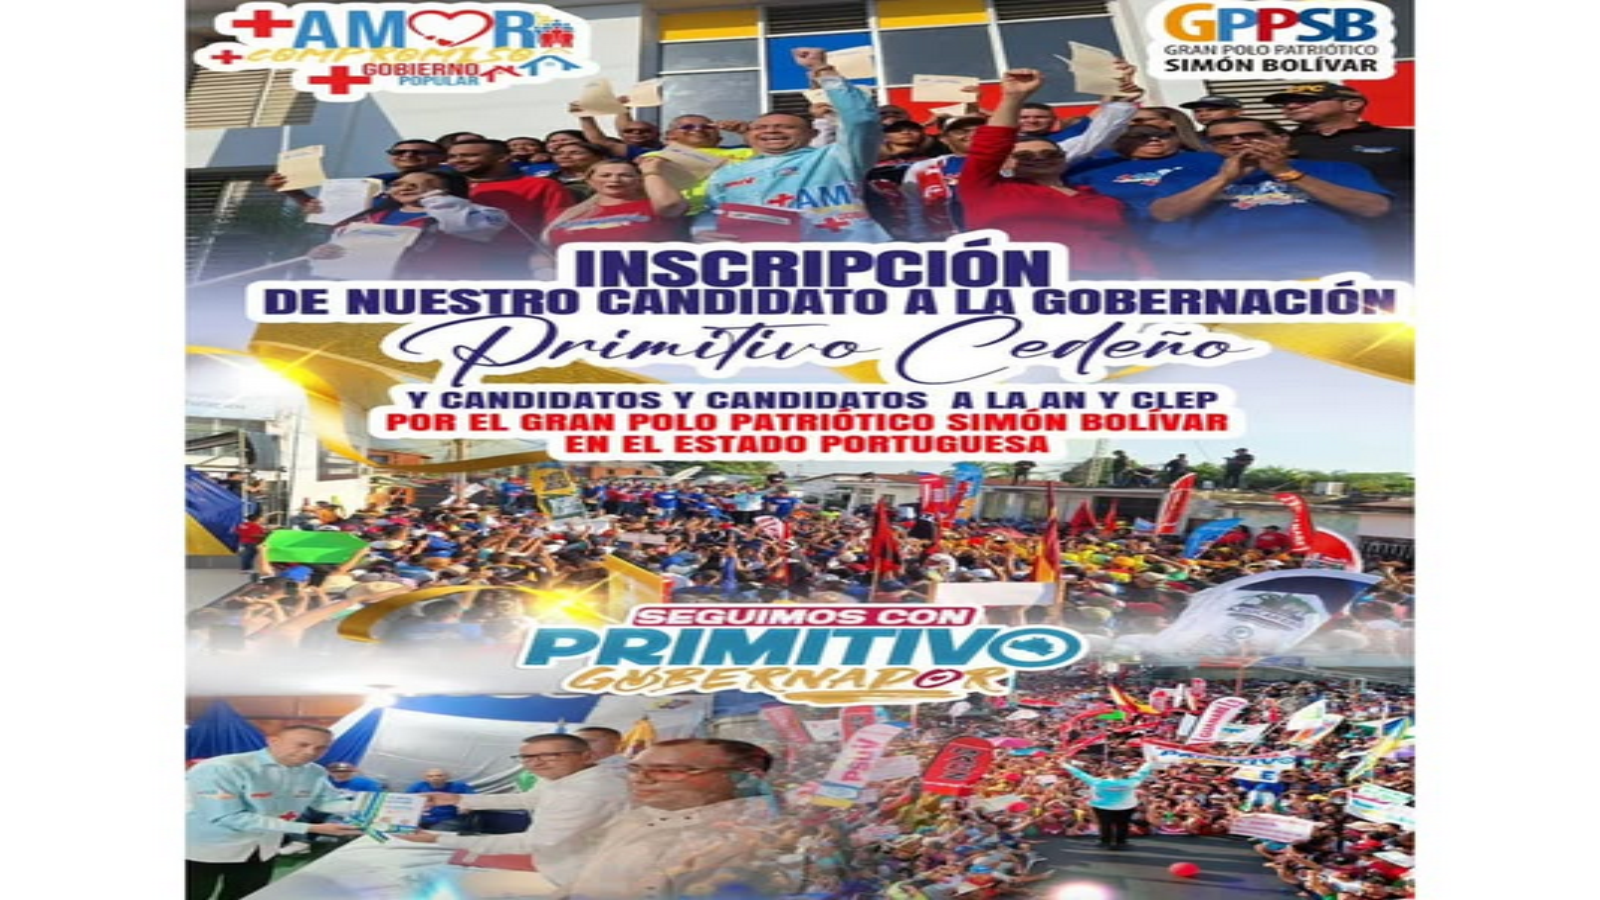 +AMOR
+COMPROMISO
+GOBIERNO
POPULAR
GPPSB
GRAN POLO PATRIÓTICO
SIMÓN BOLÍVAR
+AM
INSCRIPCIÓN
DE NUESTRO CANDIDATO A LA GOBERNACIÓN
Primitivo Cedeño
Y CANDIDATOS Y CANDIDATOS A LA AN Y CLEP
POR EL GRAN POLO PATRIÓTICO SIMÓN BOLÍVAR
EN EL ESTADO PORTUGUESA
SEGUIMOS CON
PRIMITIVO
GOBERNADOR